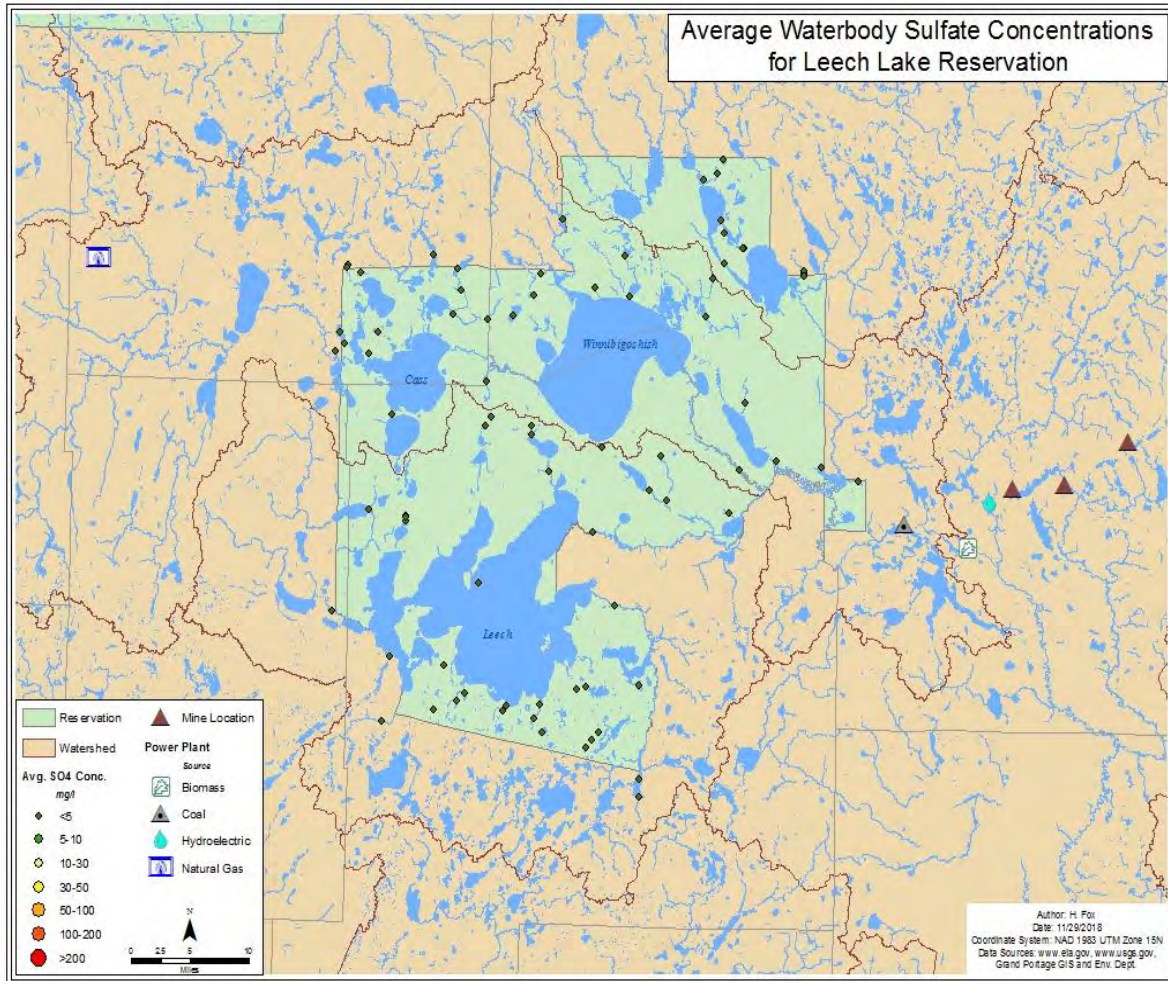 Average Waterbody Sulfate Concentrations
for Leech Lake Reservation
Winnibigoshish
Cass
Leech
Reservation
Watershed
Avg. SO4 Conc.
mg/l
<5
5-10
10-30
30-50
50-100
100-200
>200
Mine Location
Power Plant
Source
Biomass
Coal
Hydroelectric
Natural Gas
N
0 5 10
Miles
Author: H. Fox
Date: 11/29/2018
Coordinate System: NAD 1983 UTM Zone 15N
Data Sources: www.eia.gov, www.usgs.gov,
Grand Portage GIS and Env. Dept.